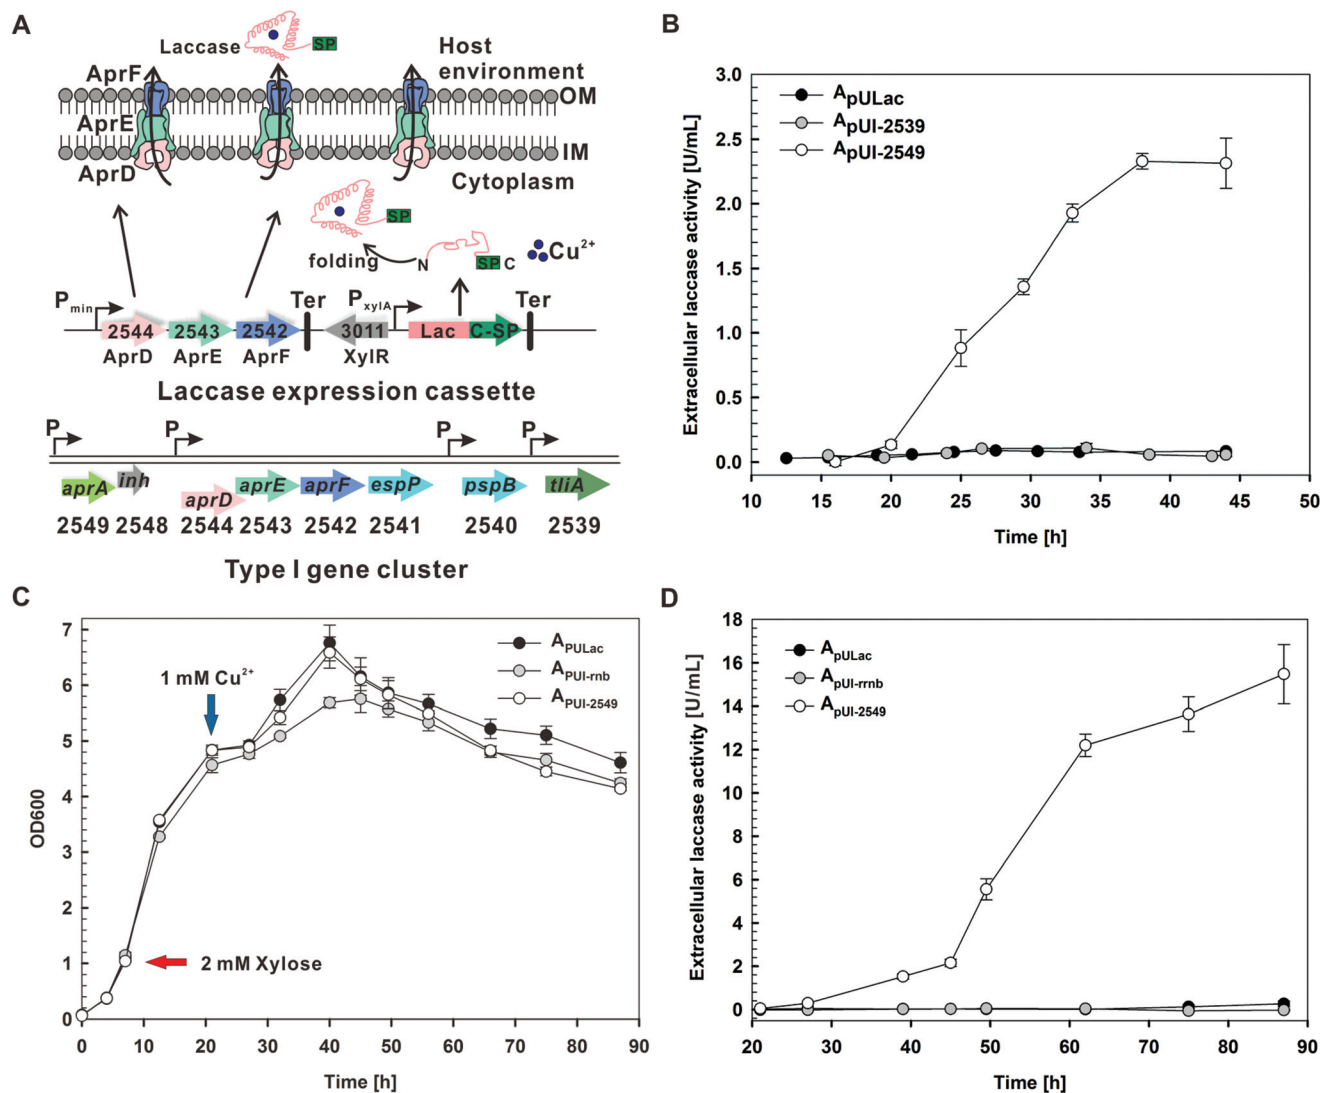 A
Laccase
SP
Host
environment
AprF
OM
AprE
IM
AprD
Cytoplasm
SP
folding
N
SP C
Cu2+
Pmin
Ter
PxylA
Ter
2544
2543
2542
3011
Lac
C-SP
AprD
AprE
AprF
XylR
Laccase expression cassette
P
P
P
P
aprA
inh
aprD
aprE
aprF
espP
pspB
tliA
2549
2548
2544
2543
2542
2541
2540
2539
Type I gene cluster
B
ApULac
ApUI-2539
ApUI-2549
Extracellular laccase activity [U/mL]
3.0
2.5
2.0
1.5
1.0
0.5
0.0
10 15 20 25 30 35 40 45 50
Time [h]
C
APULac
APUI-rnb
APUI-2549
1 mM Cu2+
2 mM Xylose
OD600
7
6
5
4
3
2
1
0
0 10 20 30 40 50 60 70 80 90
Time [h]
D
ApULac
ApUI-rrnb
ApUI-2549
Extracellular laccase activity [U/mL]
18
16
14
12
10
8
6
4
2
0
20 30 40 50 60 70 80 90
Time [h]